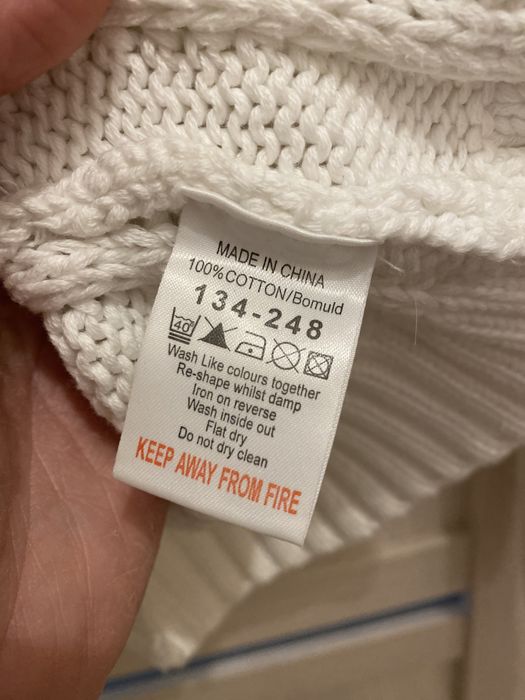 MADE IN CHINA
100% COTTON/Bomuld
134-248
40°
Wash Like colours together
Re-shape whilst damp
Iron on reverse
Wash inside out
Flat dry
Do not dry clean
KEEP AWAY FROM FIRE